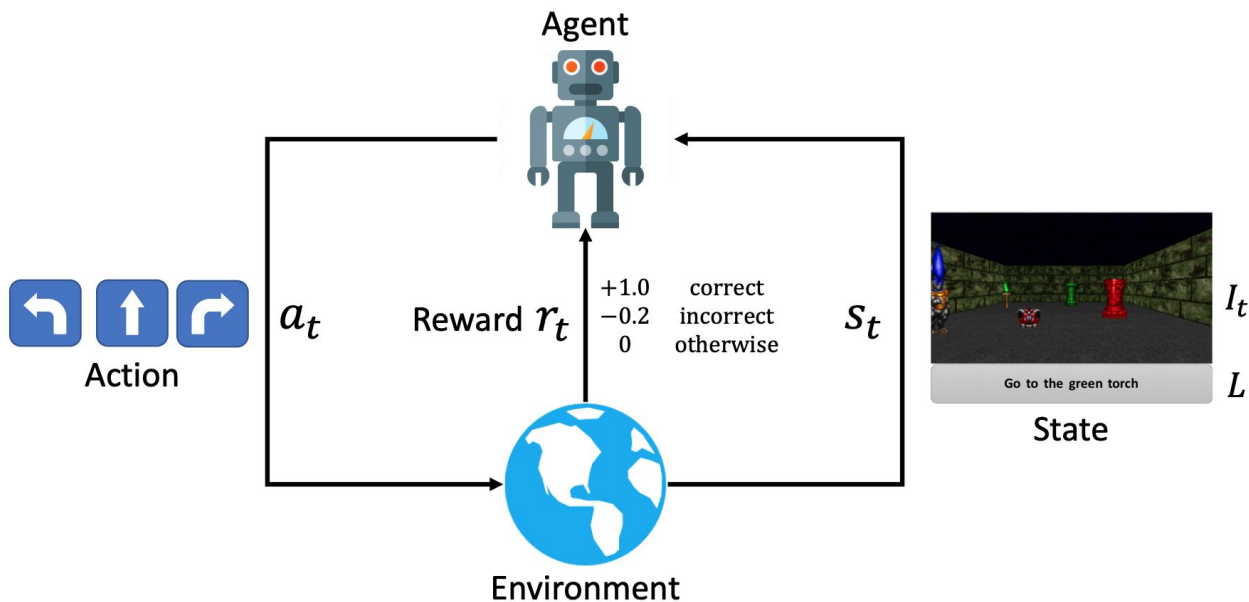 Agent
Action
a_t
Reward r_t
+1.0 correct
−0.2 incorrect
0 otherwise
s_t
I_t
Go to the green torch
L
State
Environment